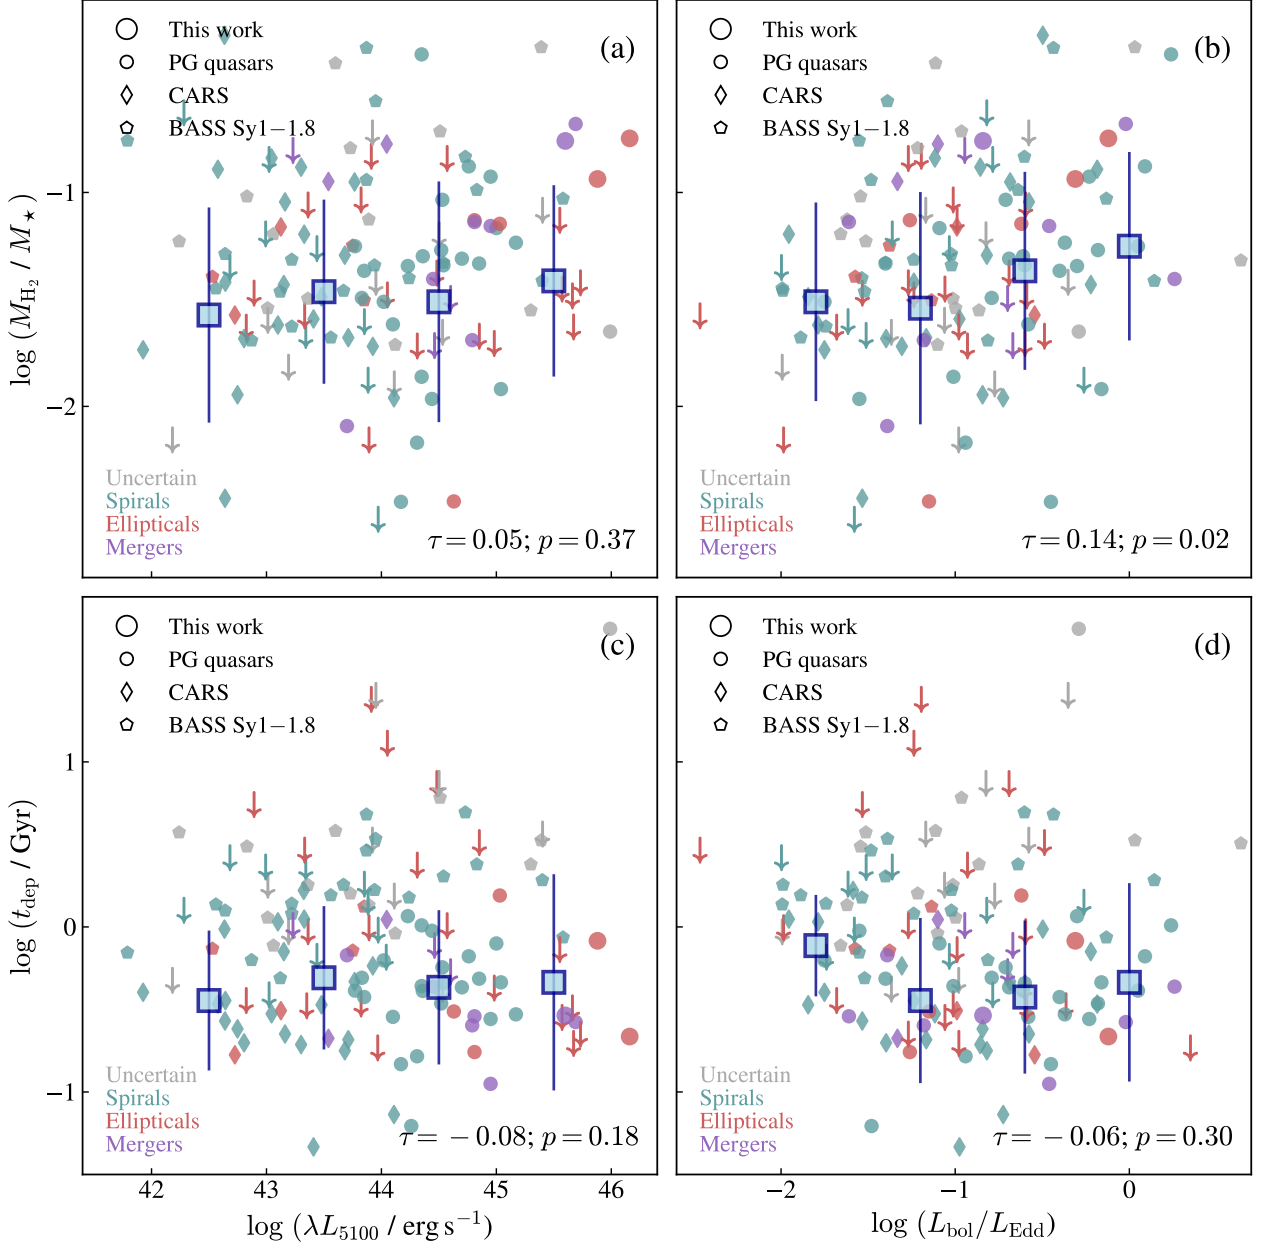 This work
PG quasars
CARS
BASS Sy1−1.8
(a)
Uncertain
Spirals
Ellipticals
Mergers
τ = 0.05; p = 0.37
−1
−2
log (M_H₂ / M⋆)
This work
PG quasars
CARS
BASS Sy1−1.8
(b)
Uncertain
Spirals
Ellipticals
Mergers
τ = 0.14; p = 0.02
This work
PG quasars
CARS
BASS Sy1−1.8
(c)
Uncertain
Spirals
Ellipticals
Mergers
τ = −0.08; p = 0.18
1
0
−1
log (t_dep / Gyr)
42 43 44 45 46
log (λL₅₁₀₀ / erg s⁻¹)
This work
PG quasars
CARS
BASS Sy1−1.8
(d)
Uncertain
Spirals
Ellipticals
Mergers
τ = −0.06; p = 0.30
−2 −1 0
log (L_bol/L_Edd)